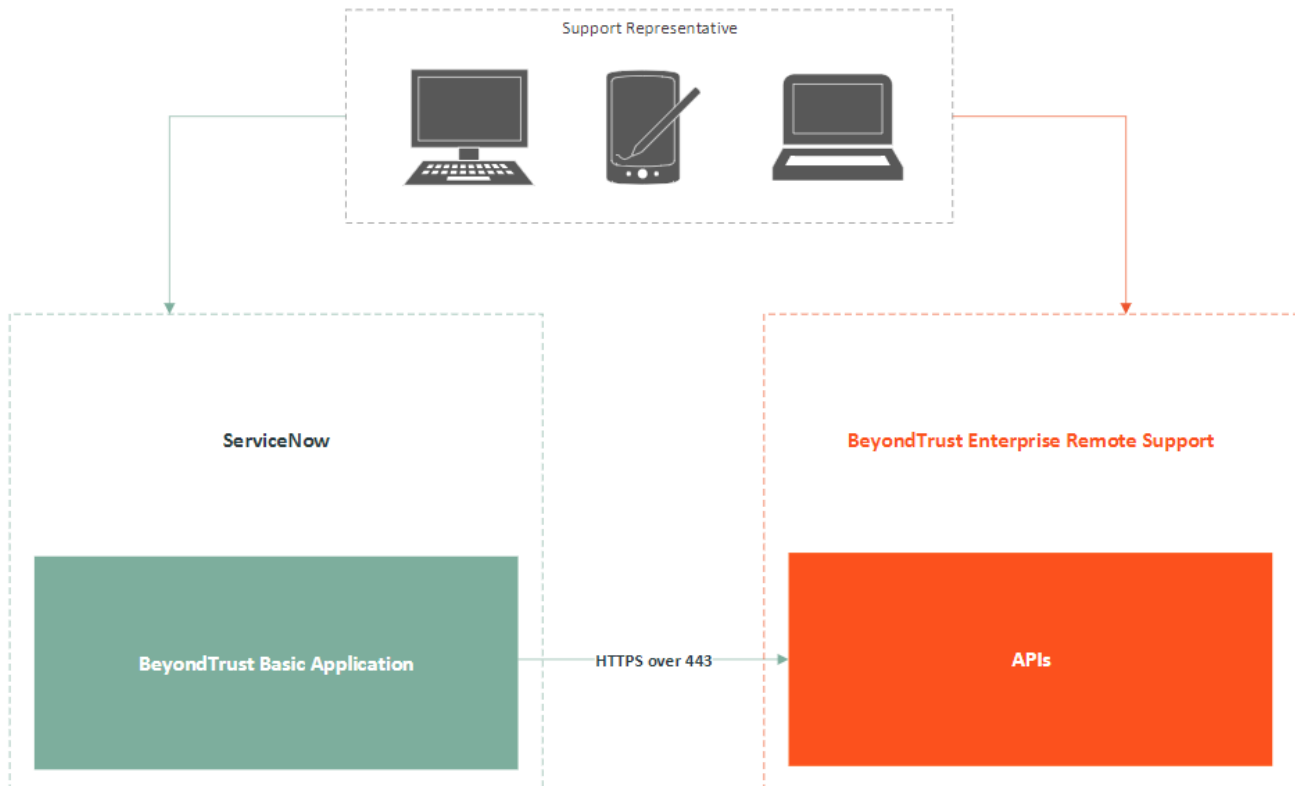 Support Representative
ServiceNow
BeyondTrust Enterprise Remote Support
BeyondTrust Basic Application
HTTPS over 443
APIs